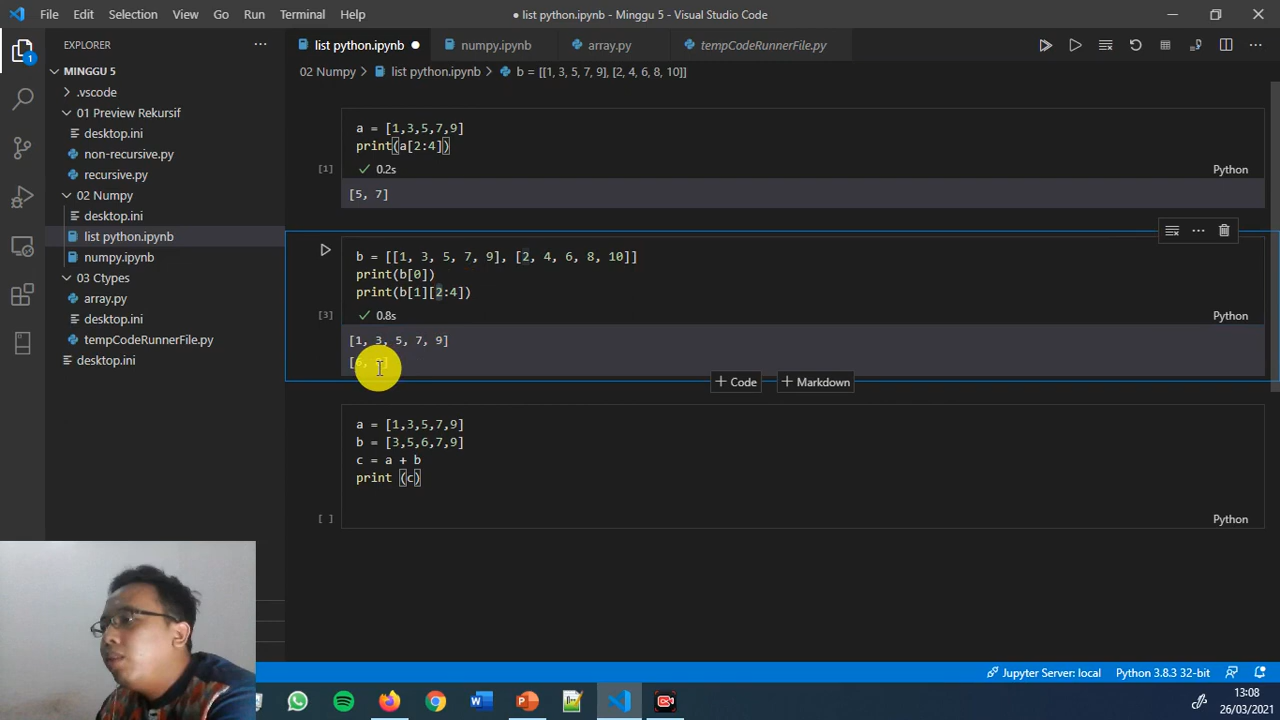 File Edit Selection View Go Run Terminal Help
● list python.ipynb - Minggu 5 - Visual Studio Code
EXPLORER
list python.ipynb
numpy.ipynb
array.py
tempCodeRunnerFile.py
1
MINGGU 5
02 Numpy > list python.ipynb > b = [[1, 3, 5, 7, 9], [2, 4, 6, 8, 10]]
.vscode
01 Preview Rekursif
desktop.ini
non-recursive.py
recursive.py
02 Numpy
desktop.ini
list python.ipynb
numpy.ipynb
03 Ctypes
array.py
desktop.ini
tempCodeRunnerFile.py
desktop.ini
a = [1,3,5,7,9]
print(a[2:4])
[1] 0.2s Python
[5, 7]
b = [[1, 3, 5, 7, 9], [2, 4, 6, 8, 10]]
print(b[0])
print(b[1][2:4])
[3] 0.8s Python
[1, 3, 5, 7, 9]
+ Code + Markdown
a = [1,3,5,7,9]
b = [3,5,6,7,9]
c = a + b
print (c)
[ ] Python
Jupyter Server: local Python 3.8.3 32-bit
13:08
26/03/2021